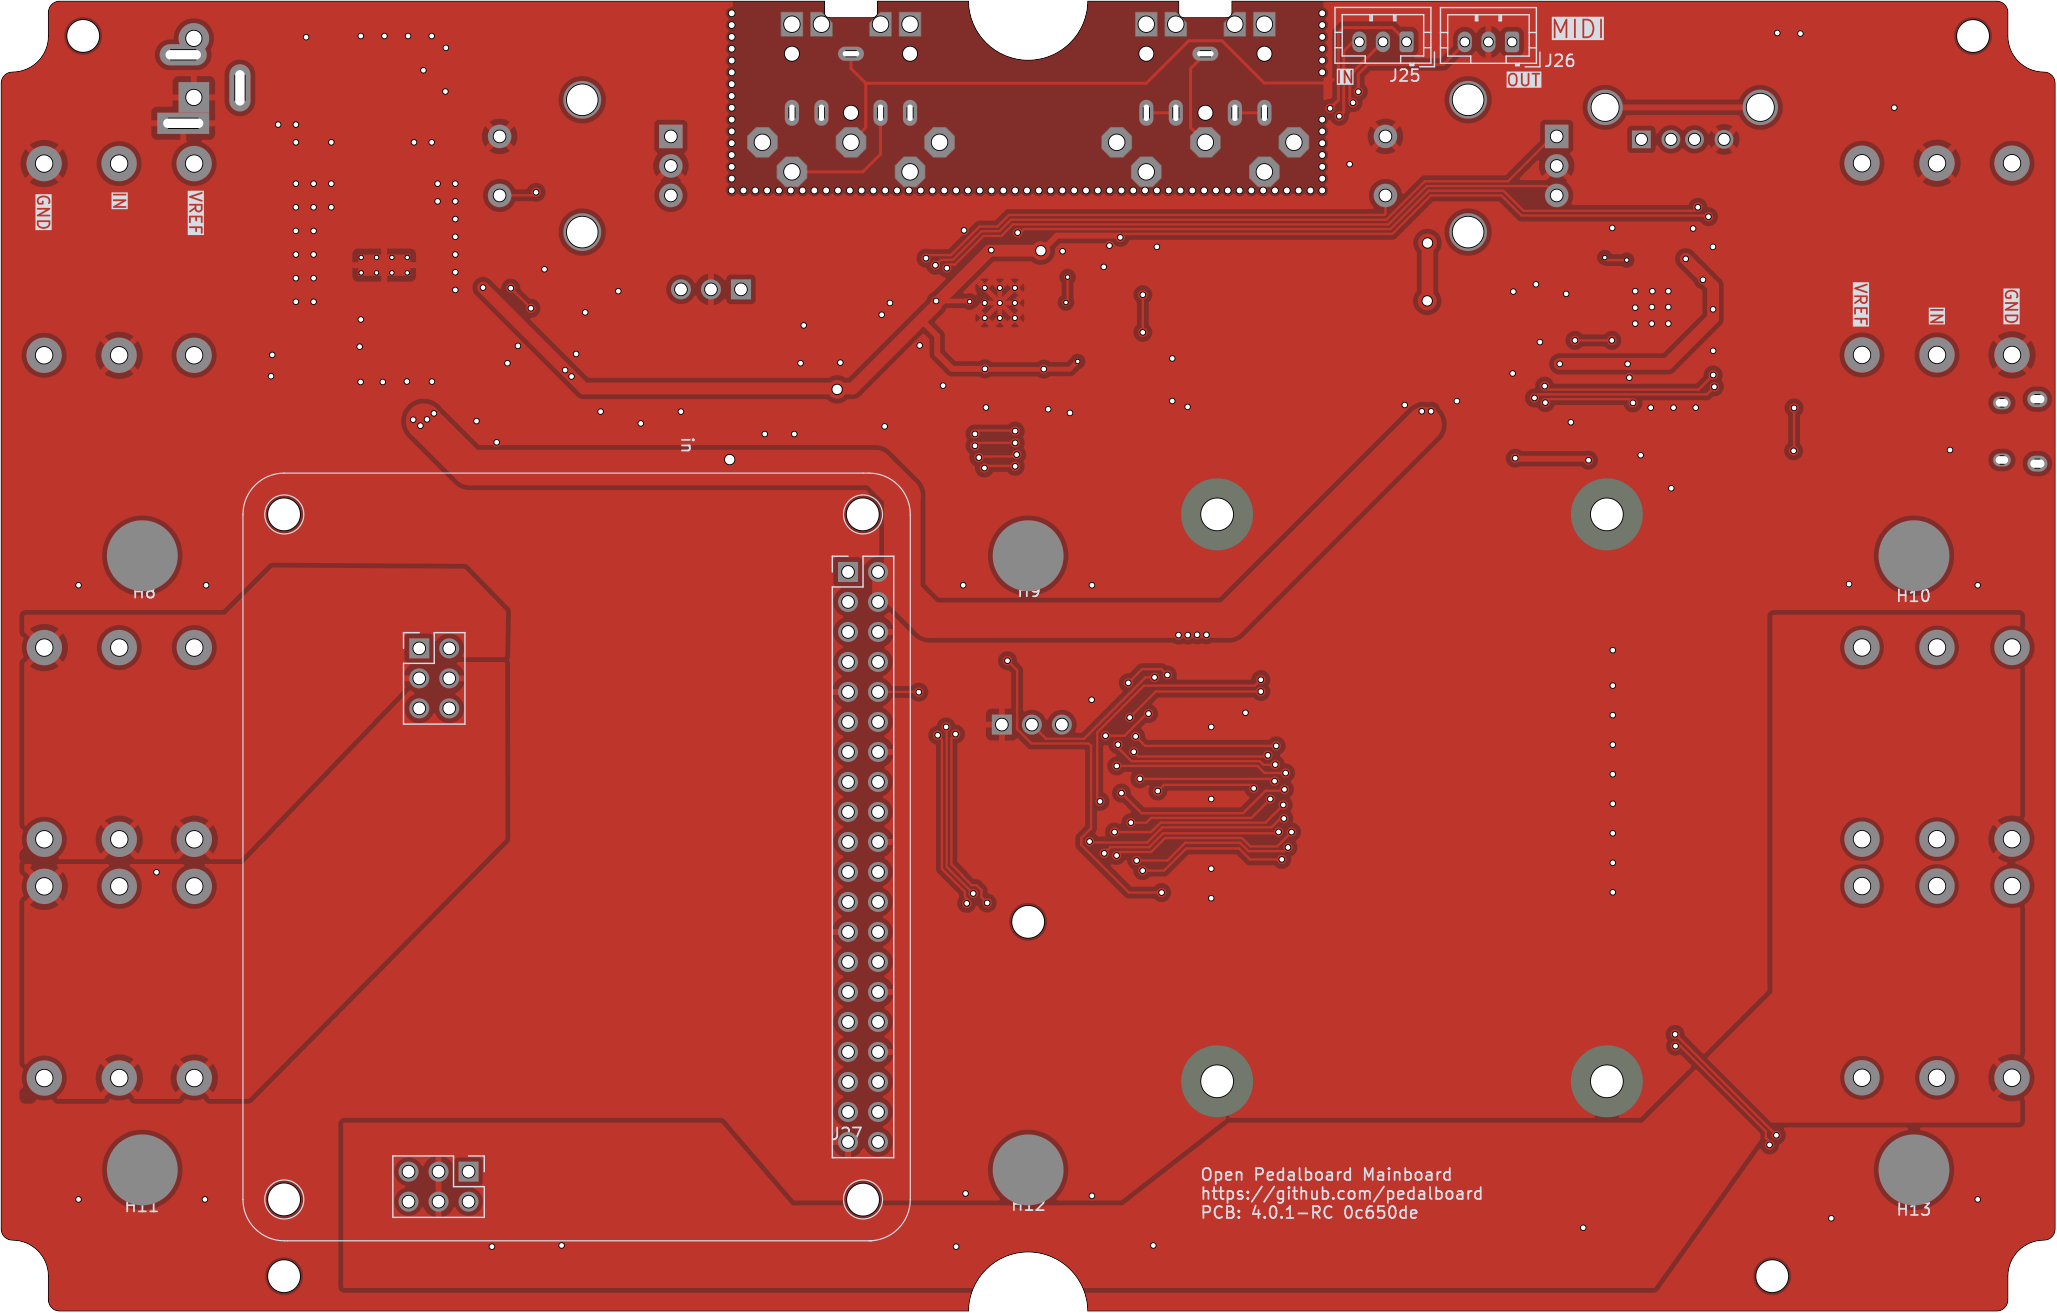 MIDI
J25
J26
IN
OUT
GND
IN
VREF
VREF
IN
GND
in
H8
H9
H10
J27
Open Pedalboard Mainboard
https://github.com/pedalboard
PCB: 4.0.1-RC 0c650de
H11
H12
H13